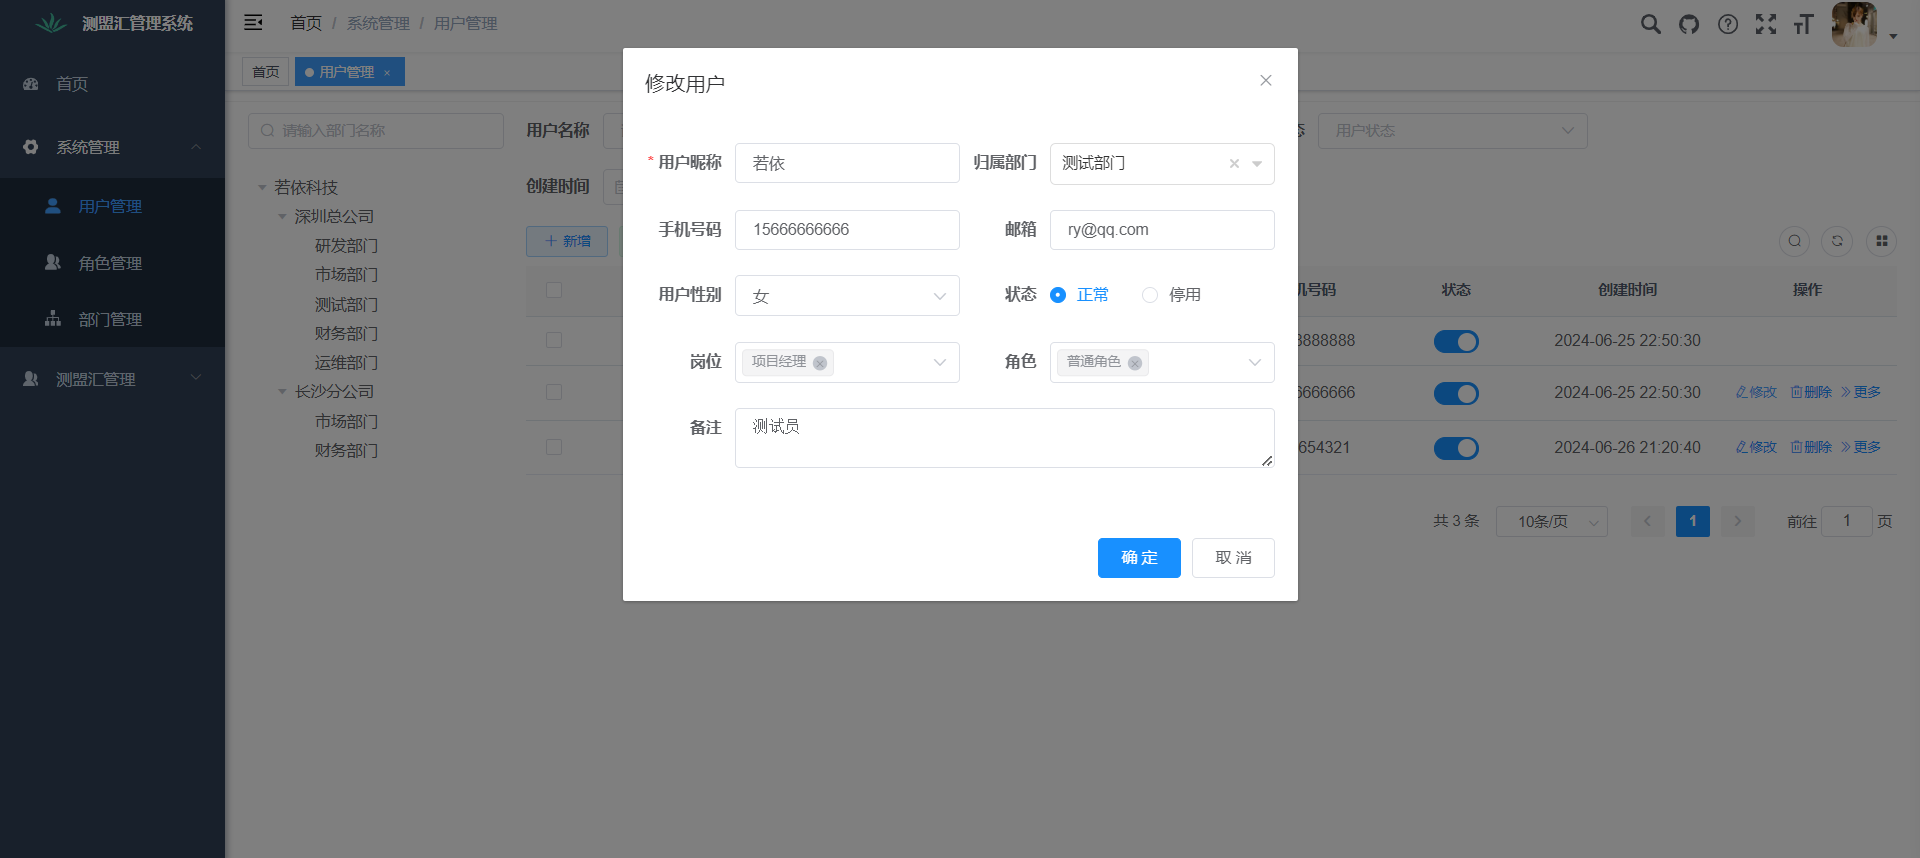 测盟汇管理系统
首页 / 系统管理 / 用户管理
首页
用户管理 ×
首页
系统管理
用户管理
角色管理
部门管理
测盟汇管理
请输入部门名称
若依科技
深圳总公司
研发部门
市场部门
测试部门
财务部门
运维部门
长沙分公司
市场部门
财务部门
用户名称
用户状态
创建时间
新增
机号码 状态 创建时间 操作
8888888 2024-06-25 22:50:30
6666666 2024-06-25 22:50:30 修改 删除 更多
654321 2024-06-26 21:20:40 修改 删除 更多
共 3 条 10条/页 1 前往 1 页
修改用户
* 用户昵称 若依 归属部门 测试部门
手机号码 15666666666 邮箱 ry@qq.com
用户性别 女 状态 正常 停用
岗位 项目经理 角色 普通角色
备注 测试员
确 定 取 消